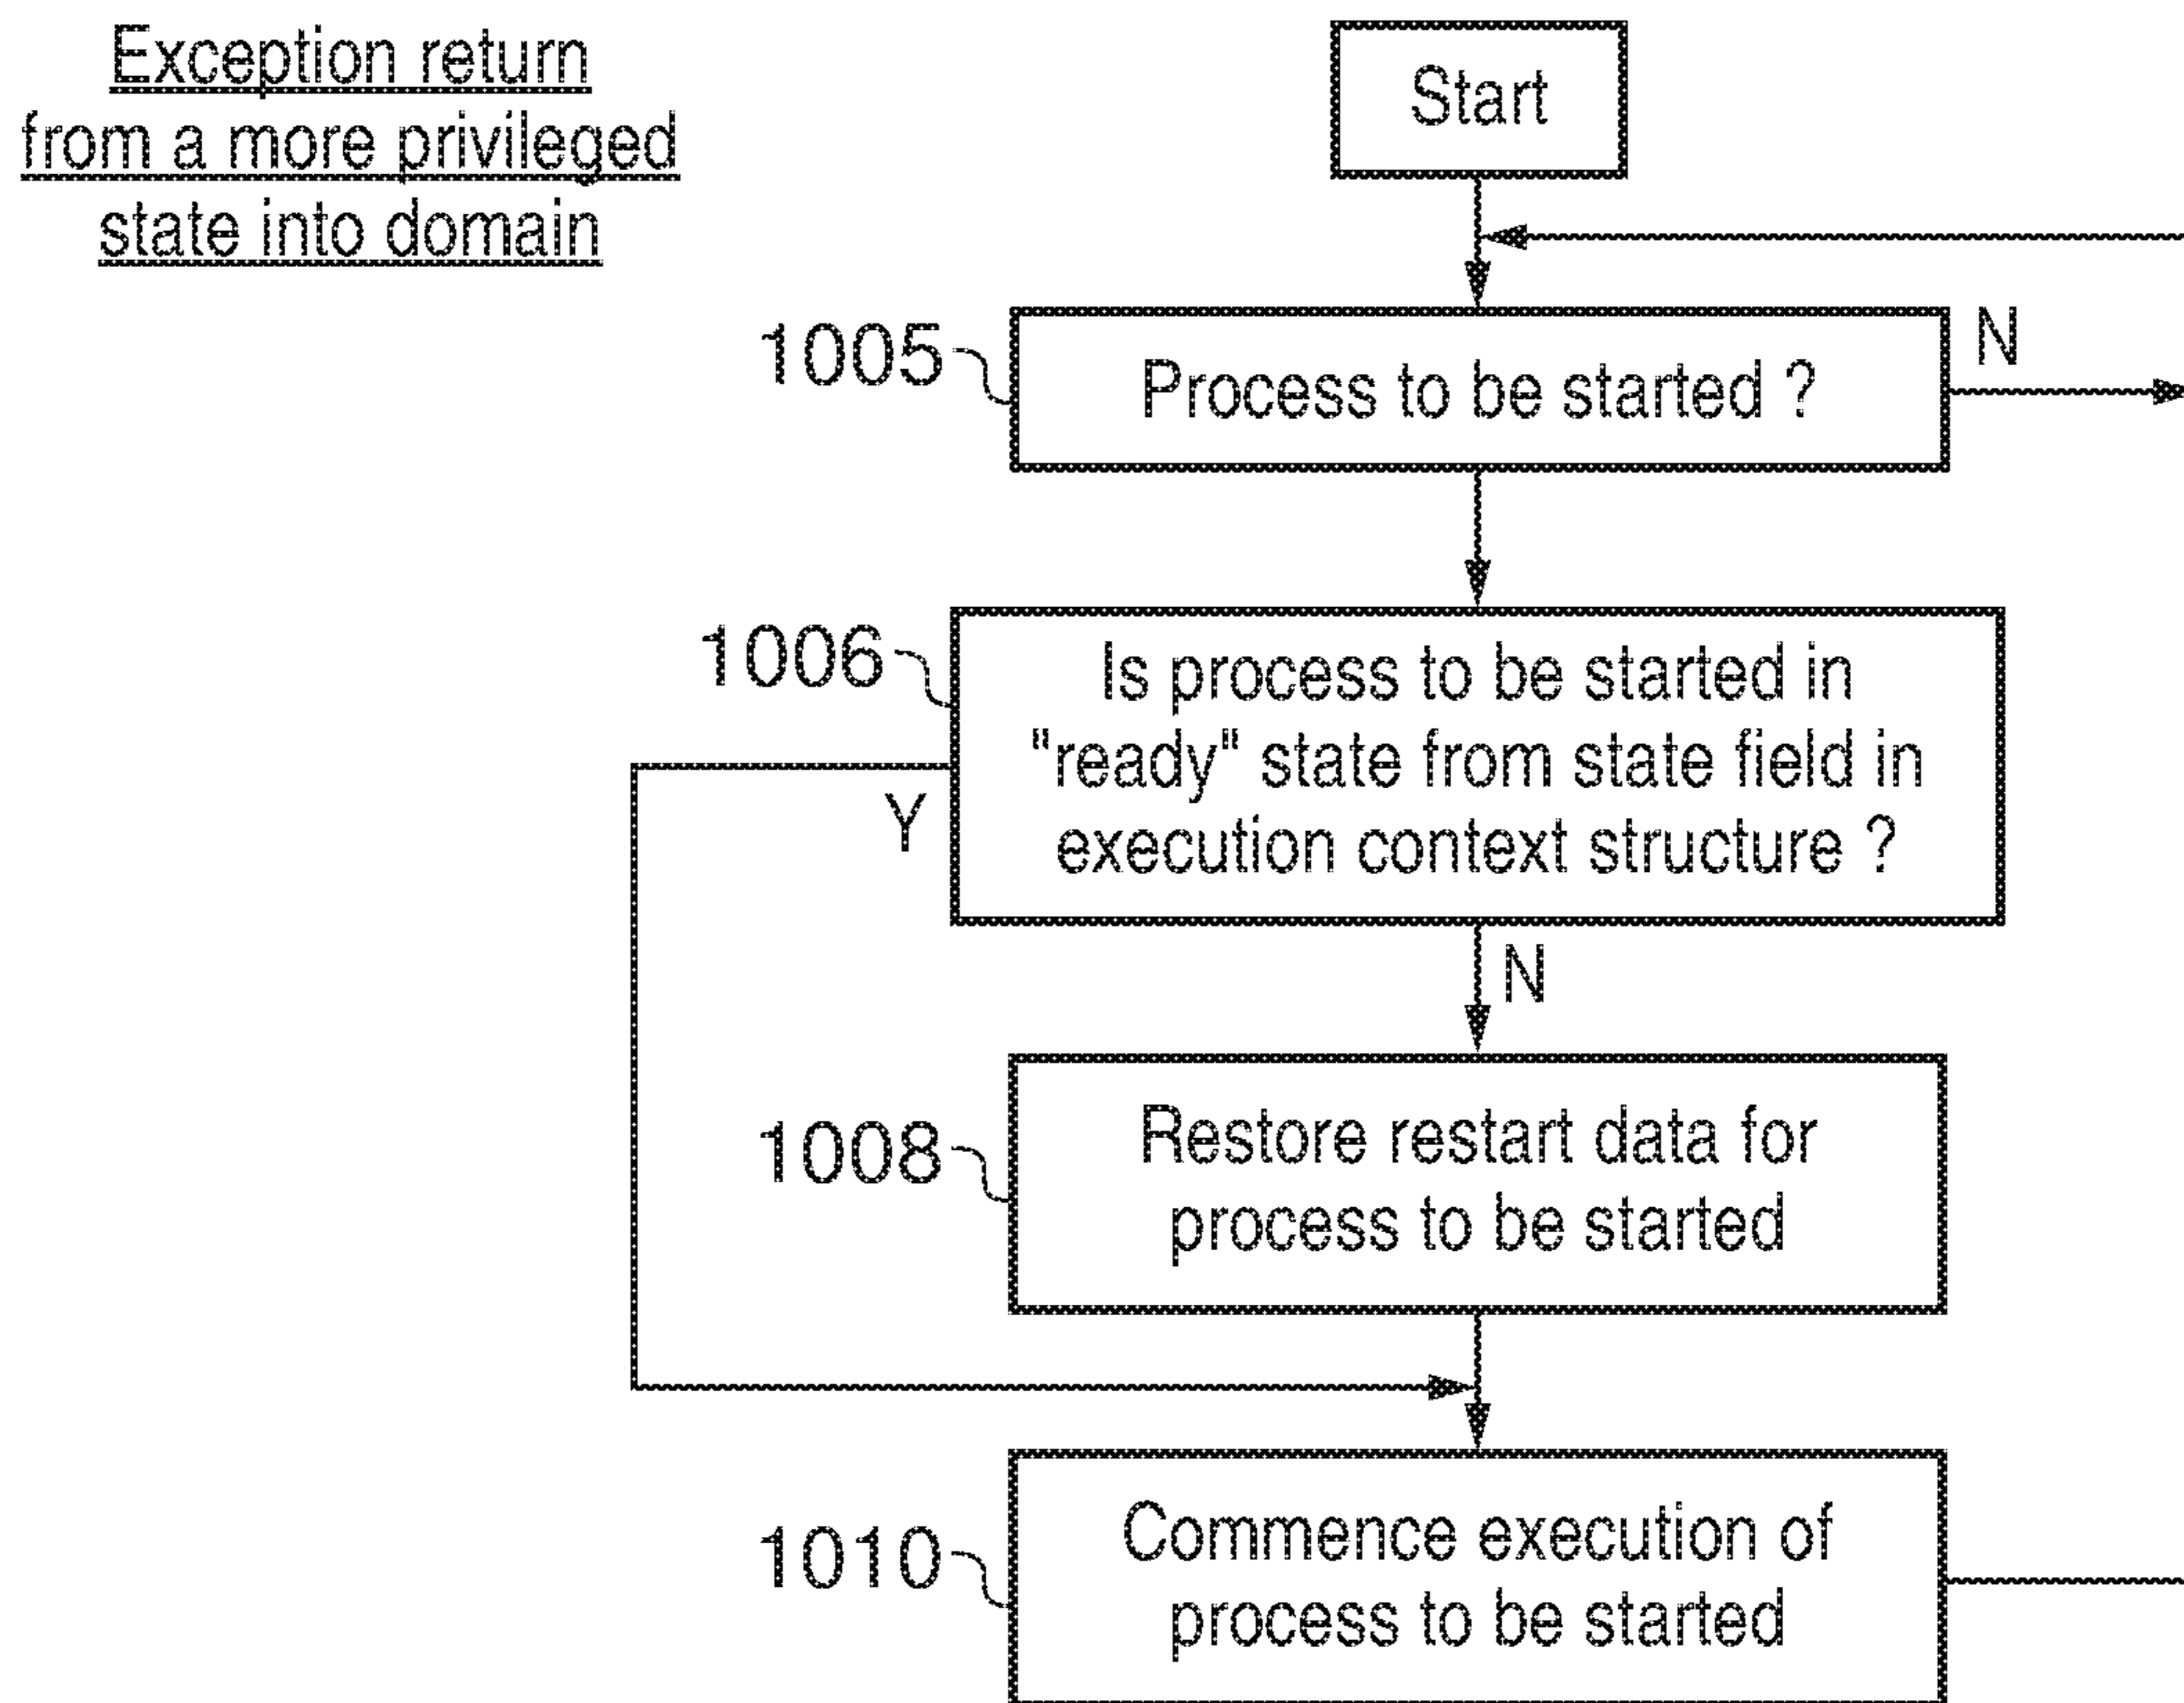 Exception return
from a more privileged
state into domain
Start
1005
Process to be started ?
N
1006
Is process to be started in
"ready" state from state field in
execution context structure ?
Y
N
1008
Restore restart data for
process to be started
1010
Commence execution of
process to be started